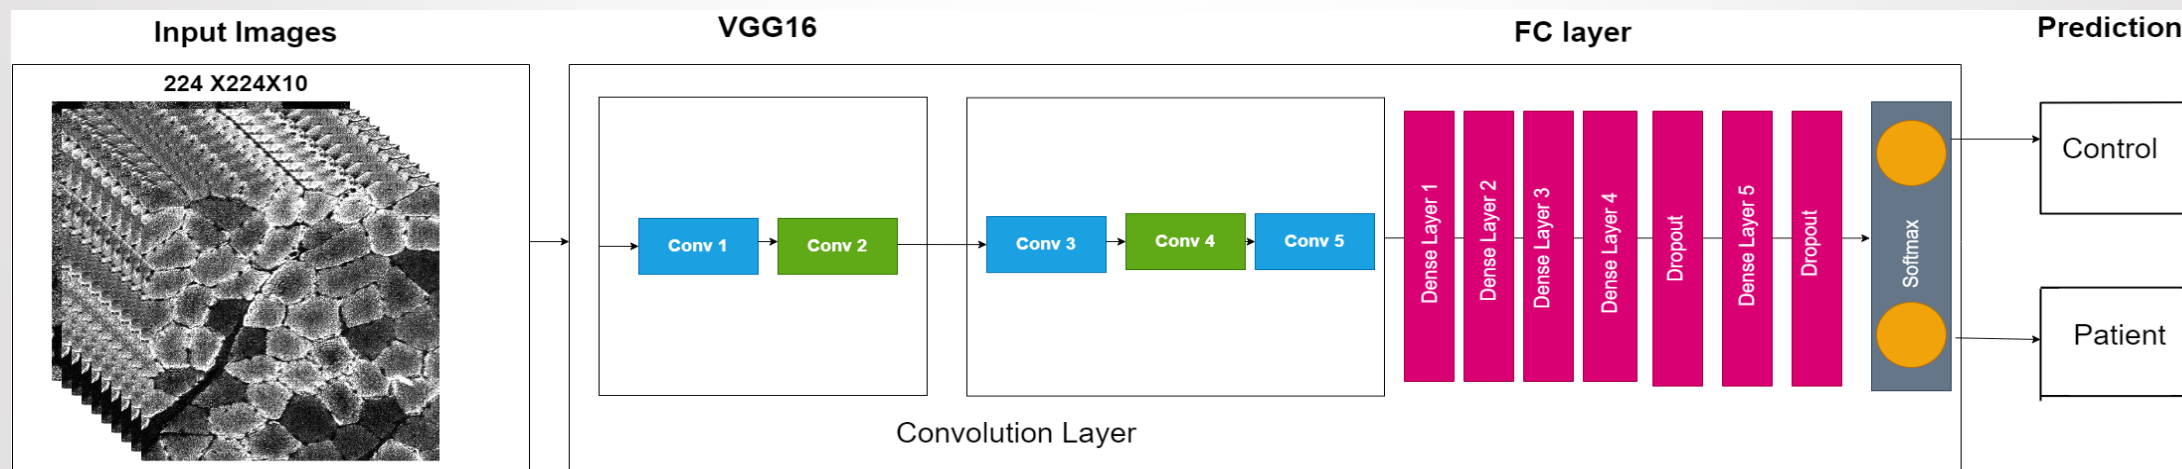 Input Images
VGG16
FC layer
Prediction
224 X224X10
Conv 1
Conv 2
Conv 3
Conv 4
Conv 5
Dense Layer 1
Dense Layer 2
Dense Layer 3
Dense Layer 4
Dropout
Dense Layer 5
Dropout
Softmax
Control
Patient
Convolution Layer